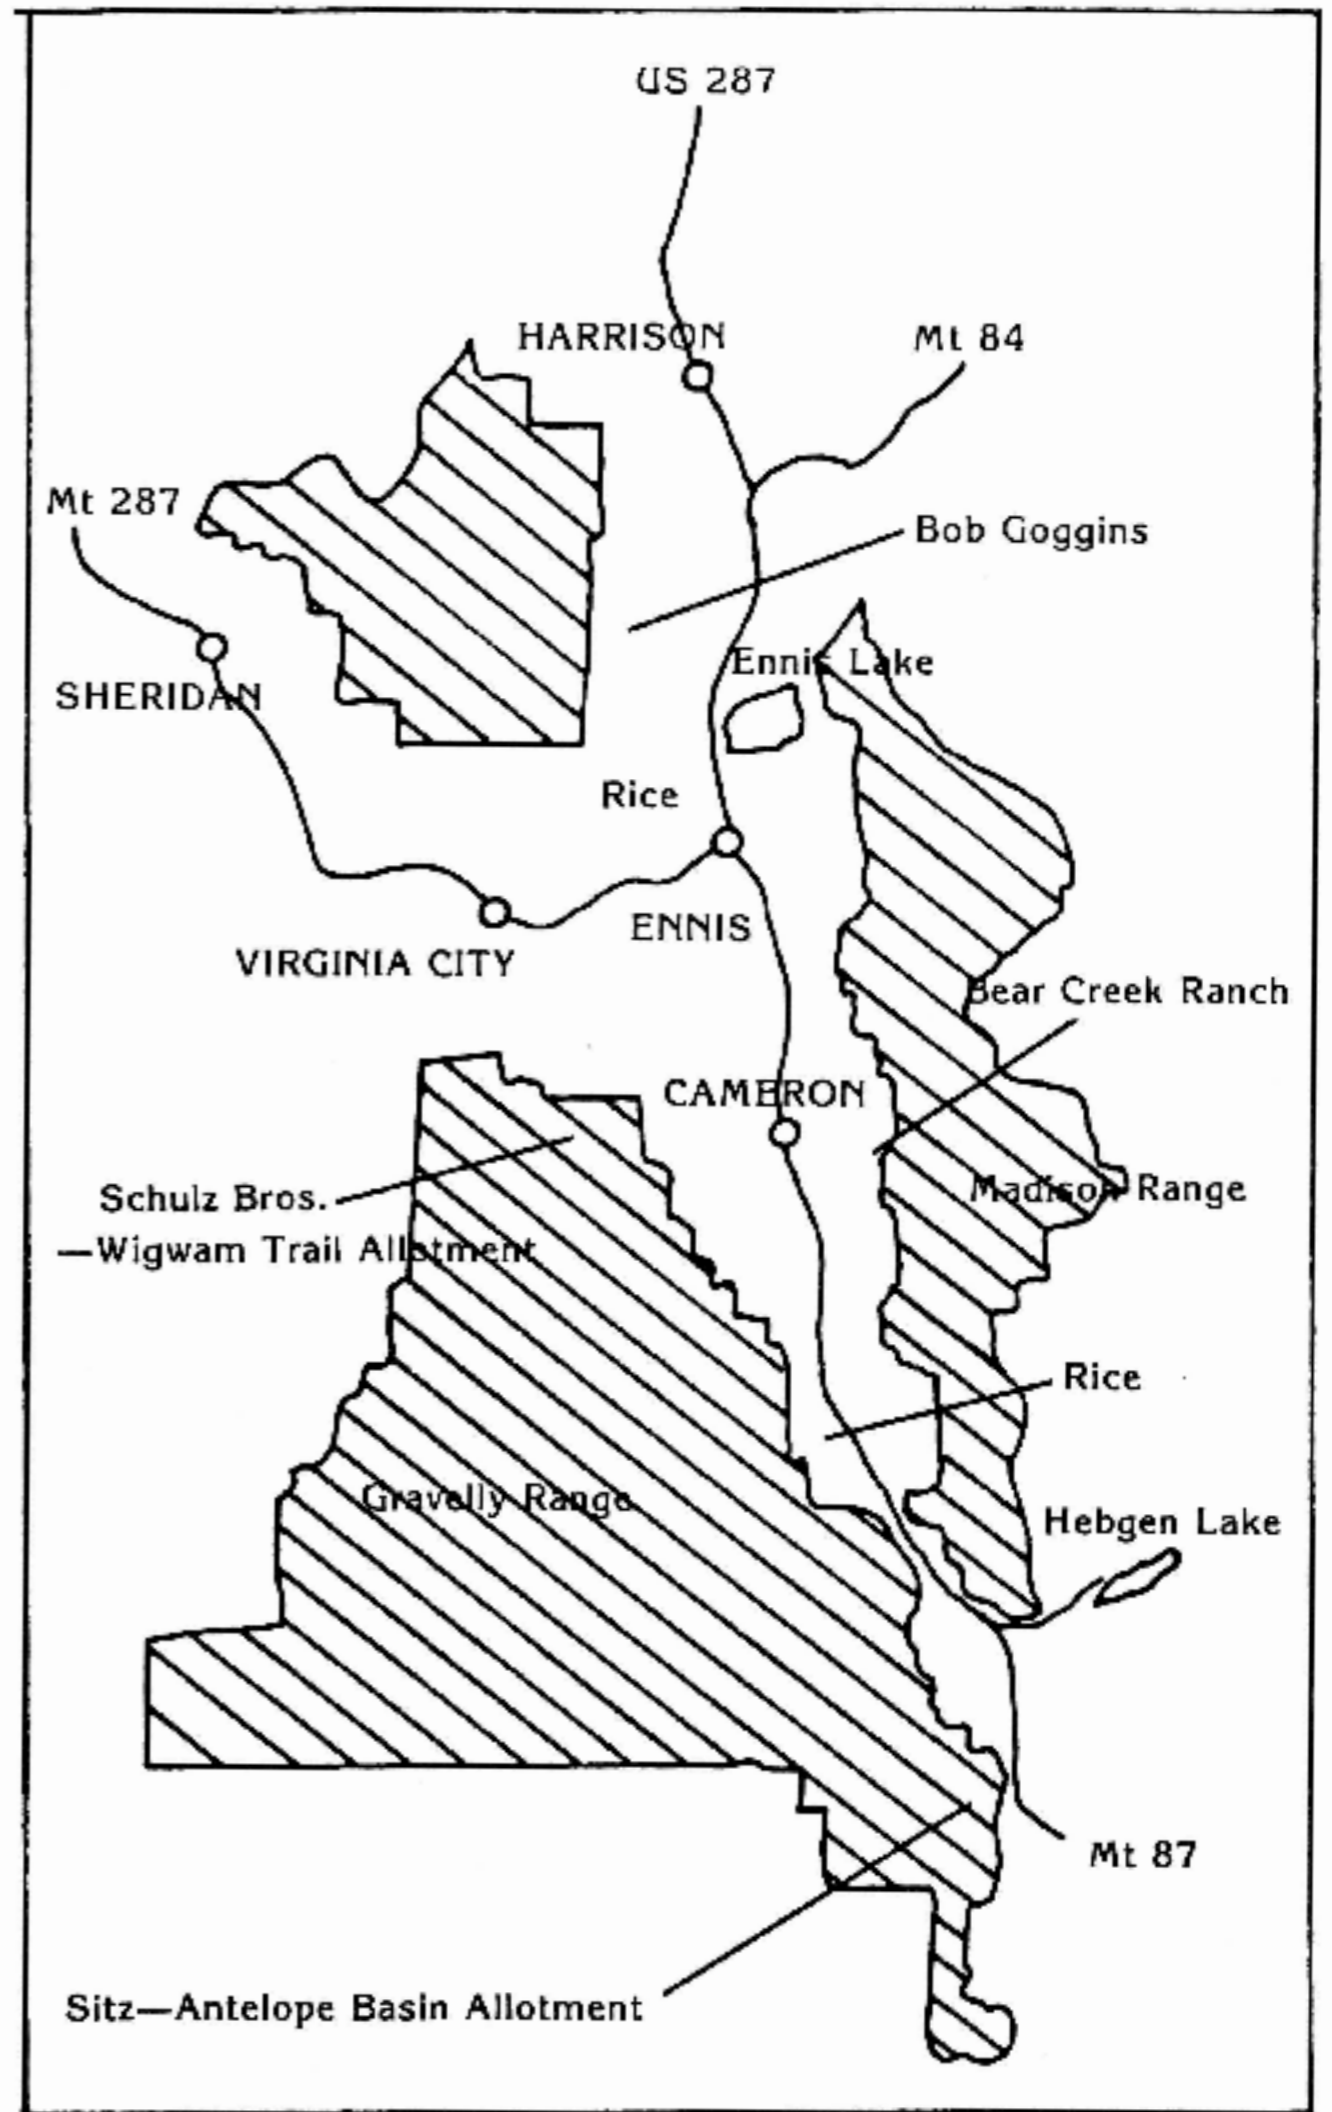 US 287
HARRISON
Mt 84
Mt 287
Bob Goggins
Ennis Lake
SHERIDAN
Rice
ENNIS
VIRGINIA CITY
Bear Creek Ranch
CAMERON
Madison Range
Schulz Bros.
—Wigwam Trail Allotment
Rice
Gravelly Range
Hebgen Lake
Mt 87
Sitz—Antelope Basin Allotment